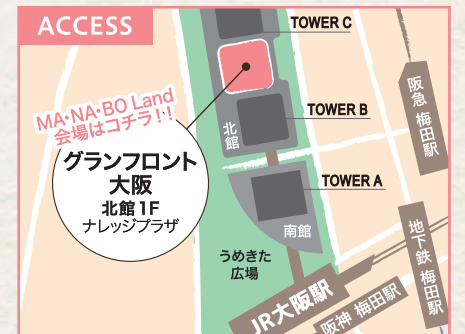 ACCESS
TOWER C
MA・NA・BO Land
会場はコチラ!!
グランフロント
大阪
北館1F
ナレッジプラザ
北館
TOWER B
TOWER A
南館
うめきた
広場
阪急 梅田駅
地下鉄 梅田駅
JR大阪駅
阪神 梅田駅